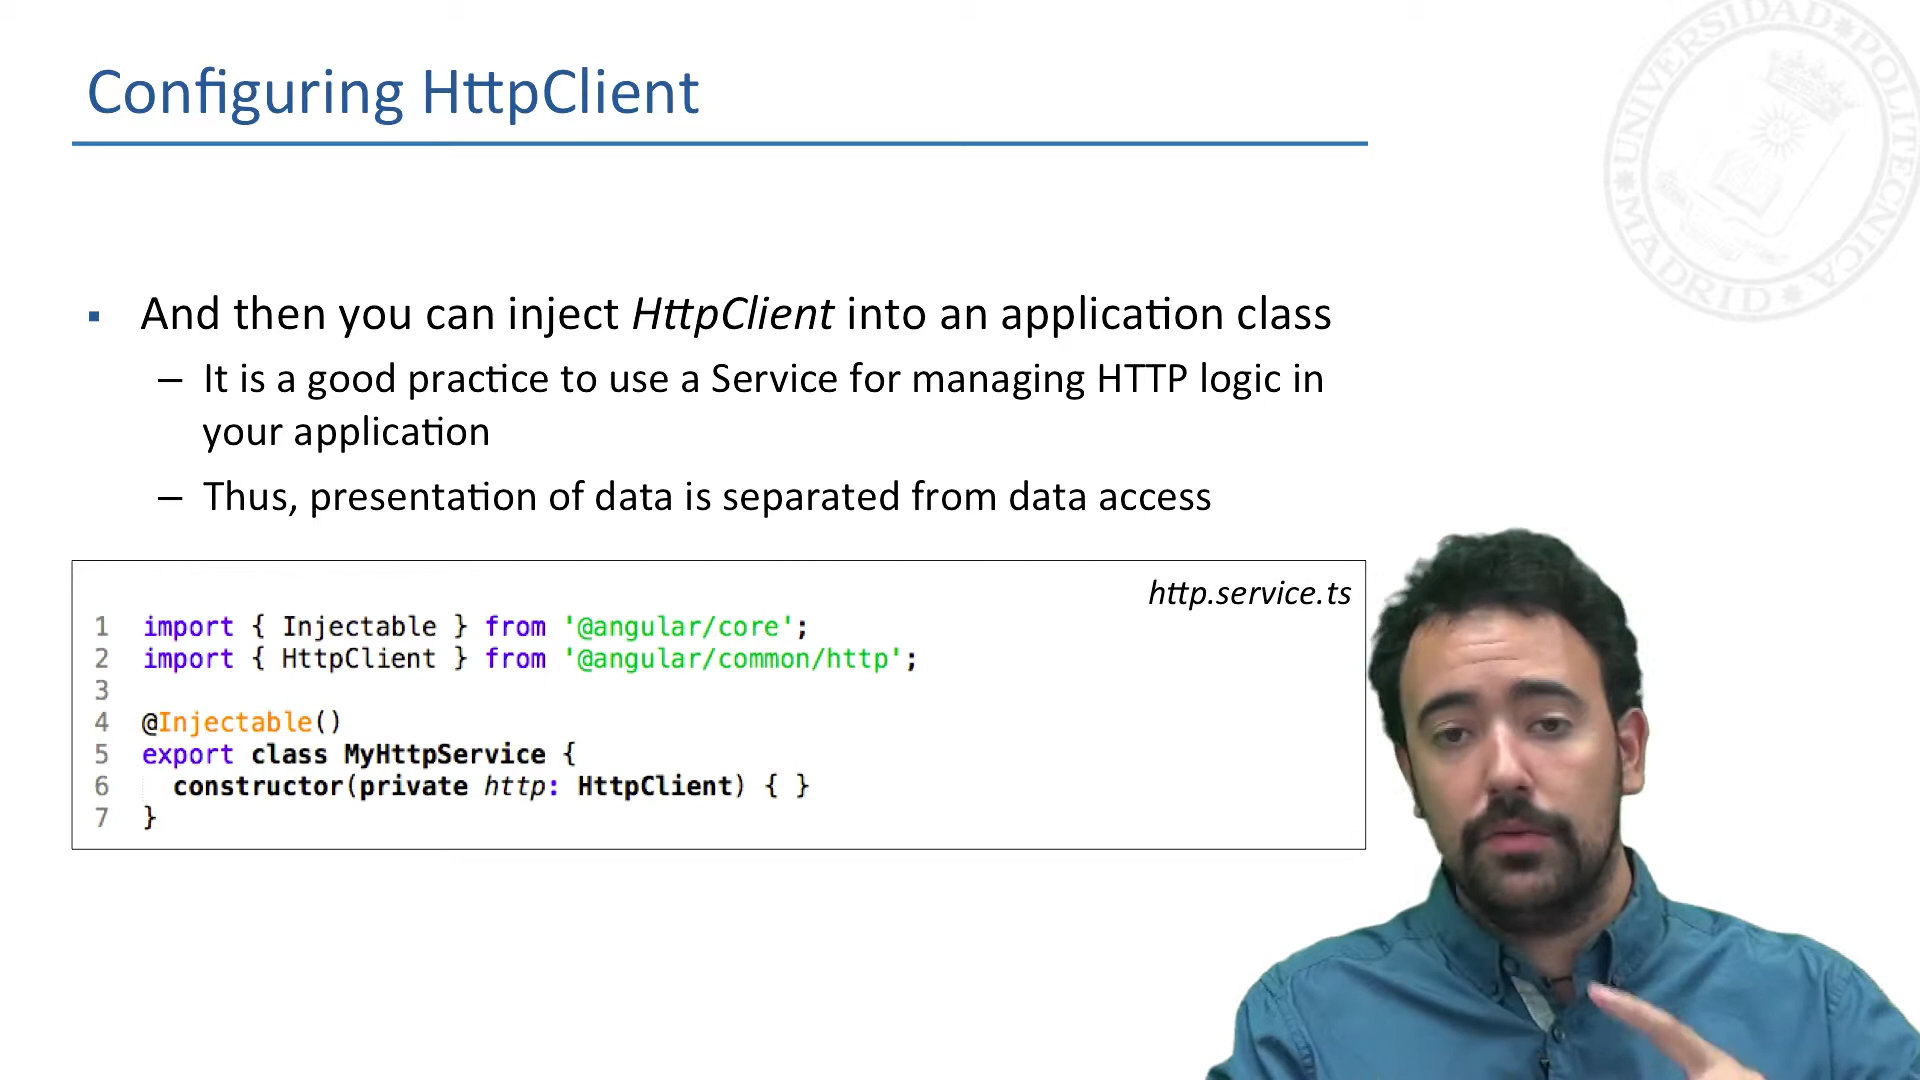 UNIVERSIDAD POLITECNICA MADRID
Configuring HttpClient
▪ And then you can inject HttpClient into an application class
– It is a good practice to use a Service for managing HTTP logic in
your application
– Thus, presentation of data is separated from data access
http.service.ts
1 import { Injectable } from '@angular/core';
2 import { HttpClient } from '@angular/common/http';
3
4 @Injectable()
5 export class MyHttpService {
6   constructor(private http: HttpClient) { }
7 }